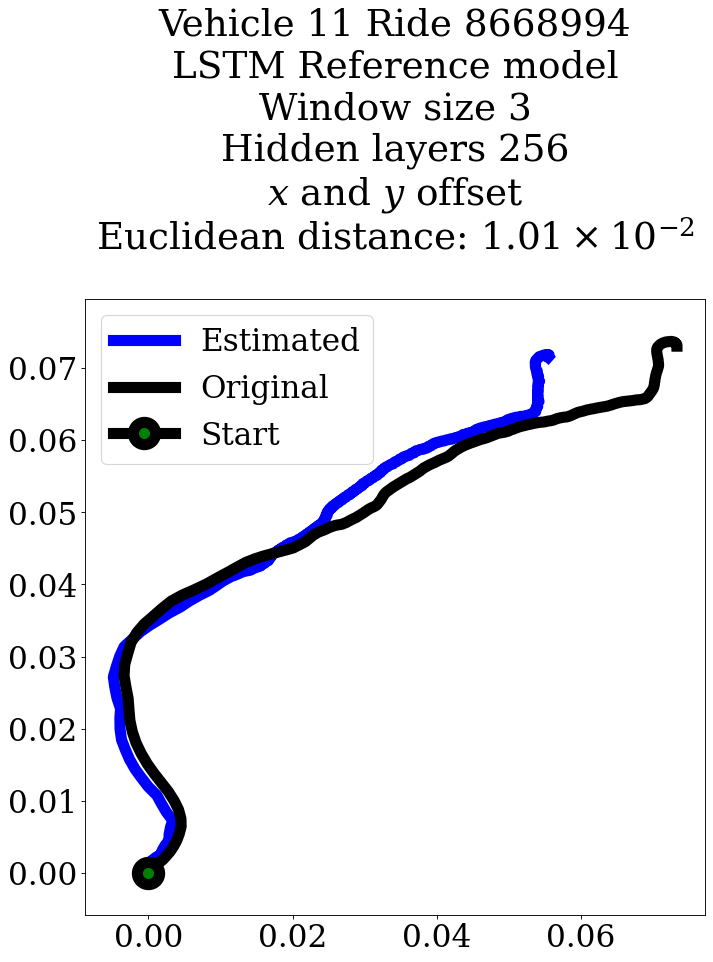 Vehicle 11 Ride 8668994
LSTM Reference model
Window size 3
Hidden layers 256
x and y offset
Euclidean distance: 1.01 × 10⁻²
Estimated
Original
Start
0.07
0.06
0.05
0.04
0.03
0.02
0.01
0.00
0.00 0.02 0.04 0.06